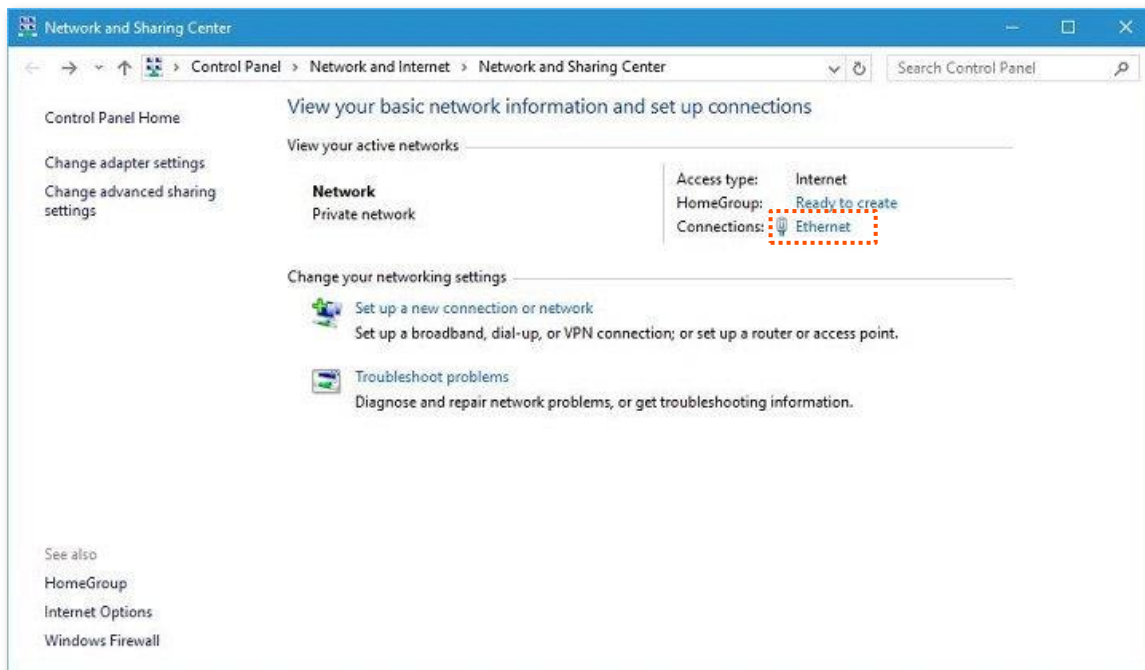 Network and Sharing Center
Control Panel > Network and Internet > Network and Sharing Center
Search Control Panel
Control Panel Home
Change adapter settings
Change advanced sharing
settings
View your basic network information and set up connections
View your active networks
Network
Private network
Access type: Internet
HomeGroup: Ready to create
Connections: Ethernet
Change your networking settings
Set up a new connection or network
Set up a broadband, dial-up, or VPN connection; or set up a router or access point.
Troubleshoot problems
Diagnose and repair network problems, or get troubleshooting information.
See also
HomeGroup
Internet Options
Windows Firewall